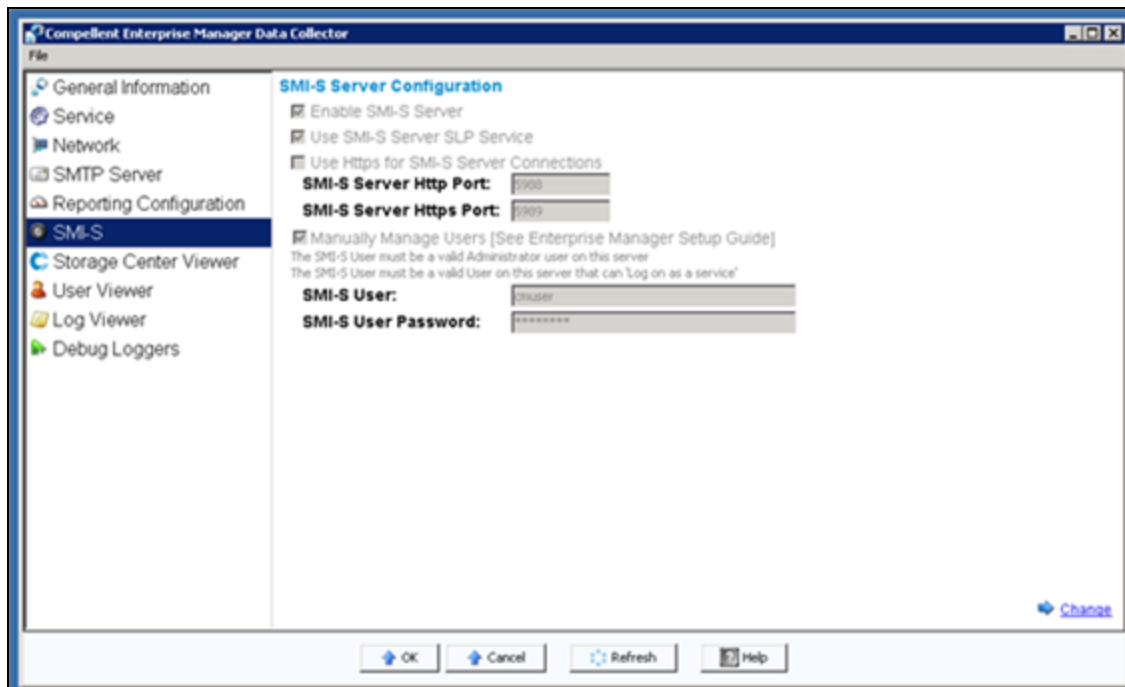 Compellent Enterprise Manager Data Collector
File
General Information
Service
Network
SMTP Server
Reporting Configuration
SMI-S
Storage Center Viewer
User Viewer
Log Viewer
Debug Loggers
SMI-S Server Configuration
Enable SMI-S Server
Use SMI-S Server SLP Service
Use Https for SMI-S Server Connections
SMI-S Server Http Port: 5988
SMI-S Server Https Port: 5989
Manually Manage Users [See Enterprise Manager Setup Guide]
The SMI-S User must be a valid Administrator user on this server
The SMI-S User must be a valid User on this server that can 'Log on as a service'
SMI-S User:
SMI-S User Password: ********
Change
OK Cancel Refresh Help